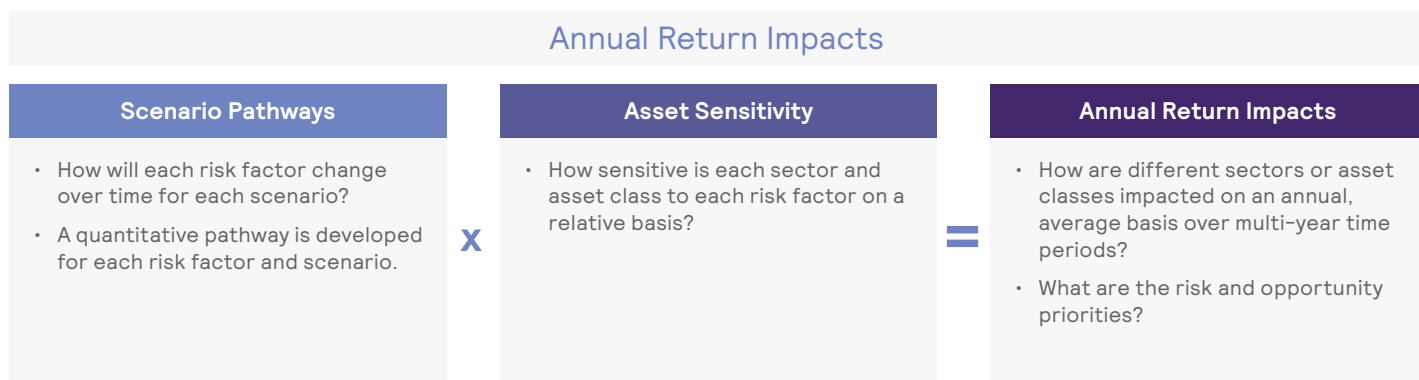 Annual Return Impacts
Scenario Pathways
• How will each risk factor change
over time for each scenario?
• A quantitative pathway is developed
for each risk factor and scenario.
x
Asset Sensitivity
• How sensitive is each sector and
asset class to each risk factor on a
relative basis?
=
Annual Return Impacts
• How are different sectors or asset
classes impacted on an annual,
average basis over multi-year time
periods?
• What are the risk and opportunity
priorities?